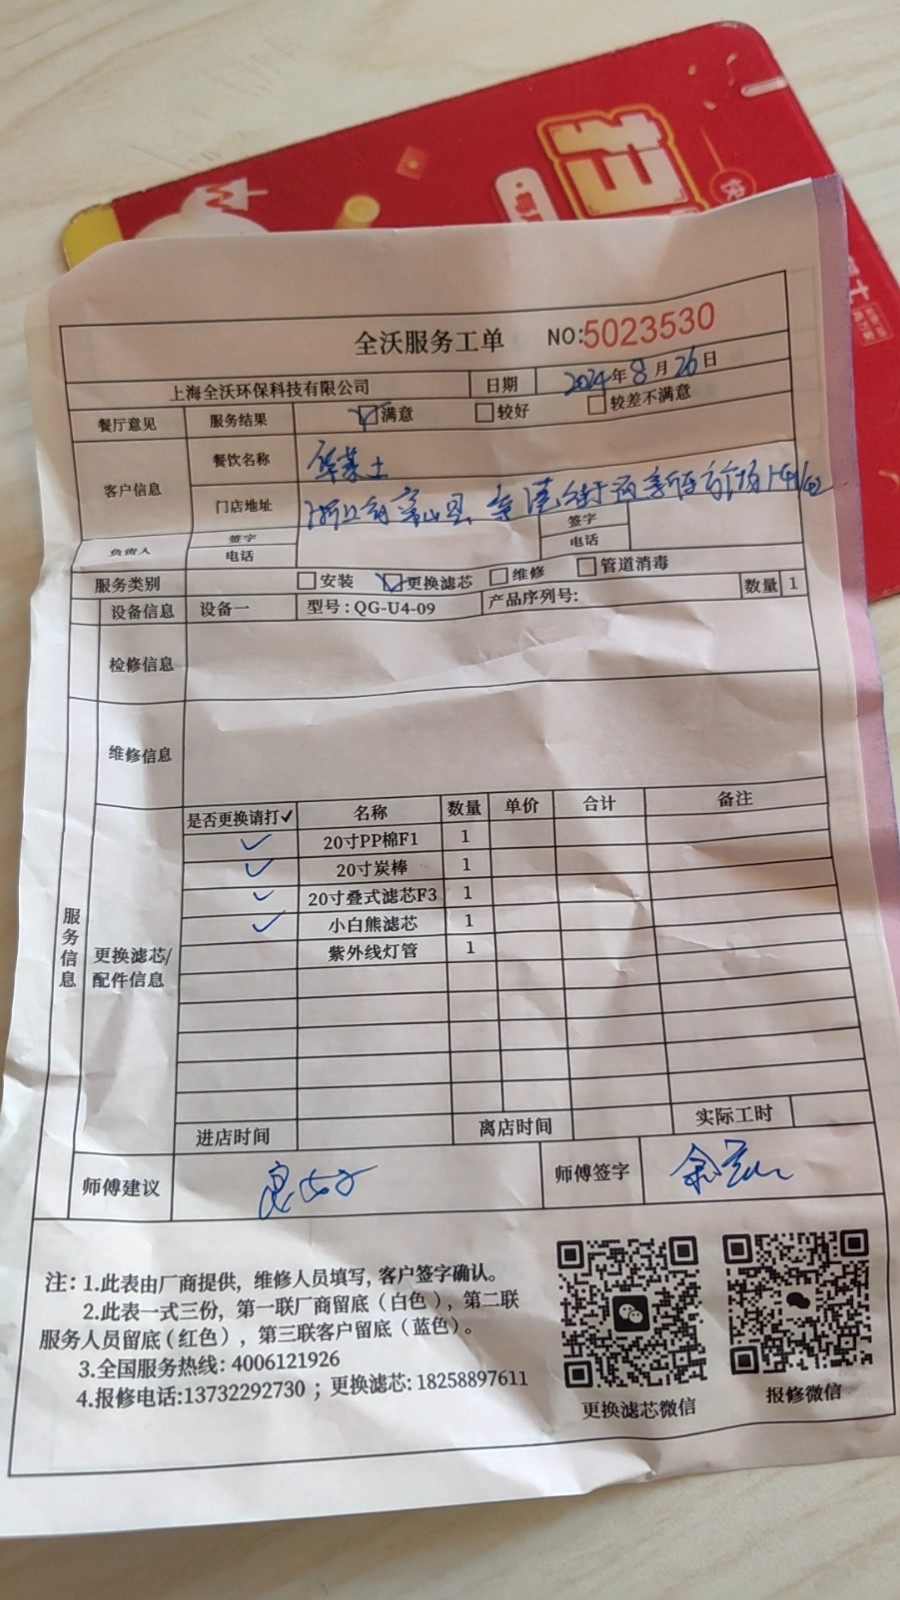 全沃服务工单 NO:5023530
上海全沃环保科技有限公司 日期 2024年8月26日
餐厅意见 服务结果 满意 较好 较差不满意
客户信息 餐饮名称 华莱士
门店地址 浙江省
负责人 签字 签字
电话 电话
服务类别 安装 更换滤芯 维修 管道消毒
设备信息 设备一 型号：QG-U4-09 产品序列号： 数量 1
检修信息
维修信息
是否更换请打✓ 名称 数量 单价 合计 备注
✓ 20寸PP棉F1 1
✓ 20寸炭棒 1
✓ 20寸叠式滤芯F3 1
✓ 小白熊滤芯 1
紫外线灯管 1
服务信息
更换滤芯/
配件信息
进店时间 离店时间 实际工时
师傅建议 师傅签字
注：1.此表由厂商提供，维修人员填写，客户签字确认。
2.此表一式三份，第一联厂商留底（白色），第二联
服务人员留底（红色），第三联客户留底（蓝色）。
3.全国服务热线：4006121926
4.报修电话:13732292730；更换滤芯: 18258897611
更换滤芯微信 报修微信